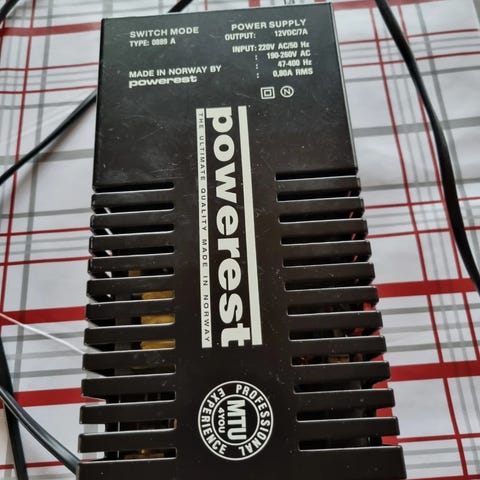 SWITCH MODE POWER SUPPLY
TYPE: 0089 A OUTPUT: 12VDC/7A
INPUT: 220V AC/50 Hz
: 190-260V AC
MADE IN NORWAY BY : 47-400 Hz
powerest : 0,80A RMS
N
powerest
THE ULTIMATE QUALITY MADE IN NORWAY
PROFESSIONAL
MTU
4YOU
EXPERIENCE